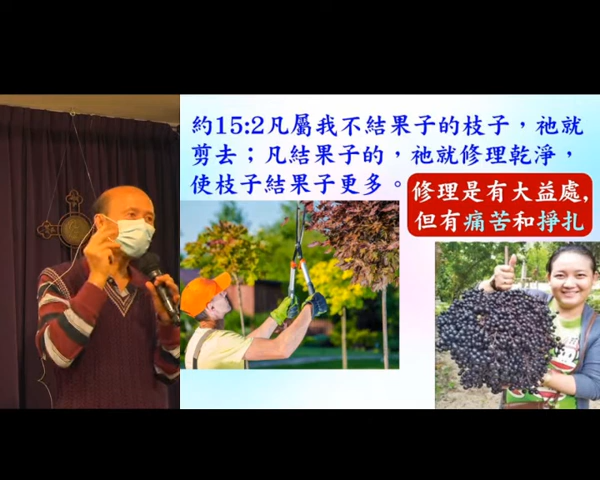 約15:2凡屬我不結果子的枝子，祂就
剪去；凡結果子的，祂就修理乾淨，
使枝子結果子更多。
修理是有大益處,
但有痛苦和掙扎